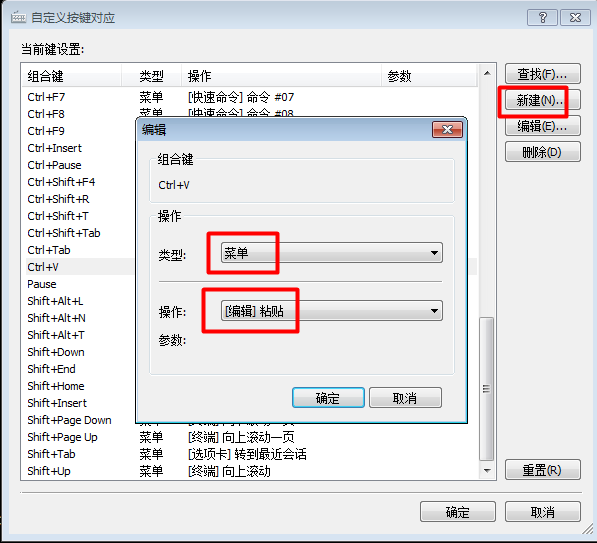 自定义按键对应
当前键设置:
组合键 类型 操作 参数
Ctrl+F7 菜单 [快速命令] 命令 #07
Ctrl+F8 菜单 [快速命令] 命令 #08
Ctrl+F9
Ctrl+Insert
Ctrl+Pause
Ctrl+Shift+F4
Ctrl+Shift+R
Ctrl+Shift+T
Ctrl+Shift+Tab
Ctrl+Tab
Ctrl+V
Pause
Shift+Alt+L
Shift+Alt+N
Shift+Alt+T
Shift+Down
Shift+End
Shift+Home
Shift+Insert
Shift+Page Down 菜单 [终端] 向下滚动一页
Shift+Page Up 菜单 [终端] 向上滚动一页
Shift+Tab 菜单 [选项卡] 转到最近会话
Shift+Up 菜单 [终端] 向上滚动
查找(F)...
新建(N)...
编辑(E)...
删除(D)
重置(R)
编辑
组合键
Ctrl+V
操作
类型: 菜单
操作: [编辑] 粘贴
参数:
确定 取消
确定 取消